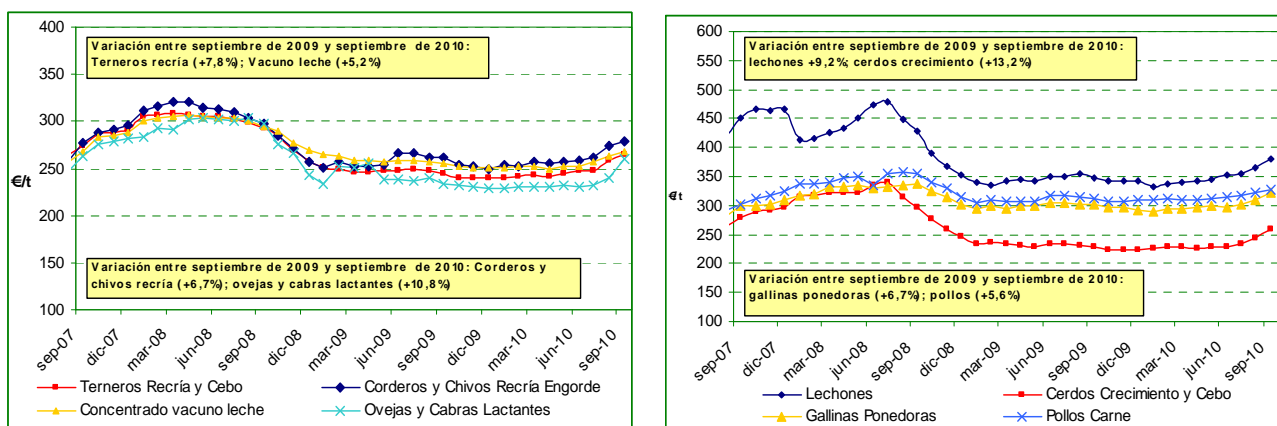 400
350
300
250
200
150
100
€/t
Variación entre septiembre de 2009 y septiembre de 2010:
Terneros recría (+7,8%); Vacuno leche (+5,2%)
Variación entre septiembre de 2009 y septiembre de 2010: Corderos y
chivos recría (+6,7%); ovejas y cabras lactantes (+10,8%)
sep-07
dic-07
mar-08
jun-08
sep-08
dic-08
mar-09
jun-09
sep-09
dic-09
mar-10
jun-10
sep-10
Terneros Recría y Cebo
Corderos y Chivos Recría Engorde
Concentrado vacuno leche
Ovejas y Cabras Lactantes
600
550
500
450
400
350
300
250
200
150
100
€t
Variación entre septiembre de 2009 y septiembre de 2010:
lechones +9,2%; cerdos crecimiento (+13,2%)
Variación entre septiembre de 2009 y septiembre de 2010:
gallinas ponedoras (+6,7%); pollos (+5,6%)
sep-07
dic-07
mar-08
jun-08
sep-08
dic-08
mar-09
jun-09
sep-09
dic-09
mar-10
jun-10
sep-10
Lechones
Cerdos Crecimiento y Cebo
Gallinas Ponedoras
Pollos Carne